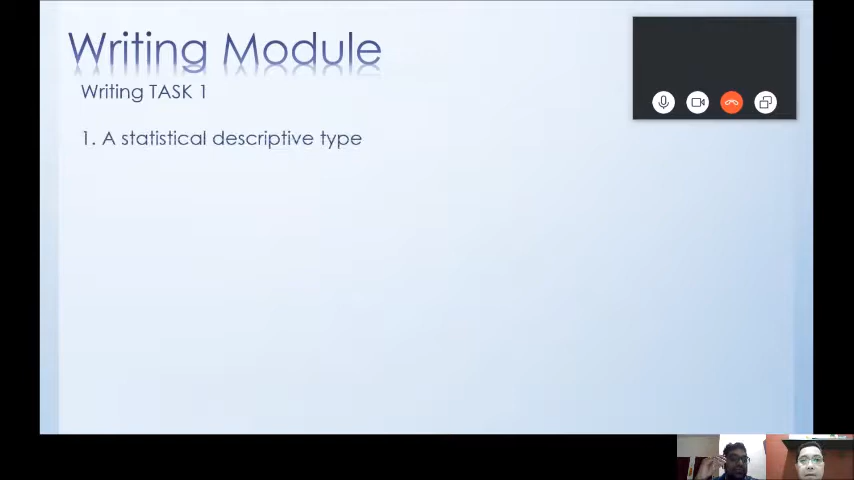 Writing Module
Writing TASK 1
1. A statistical descriptive type